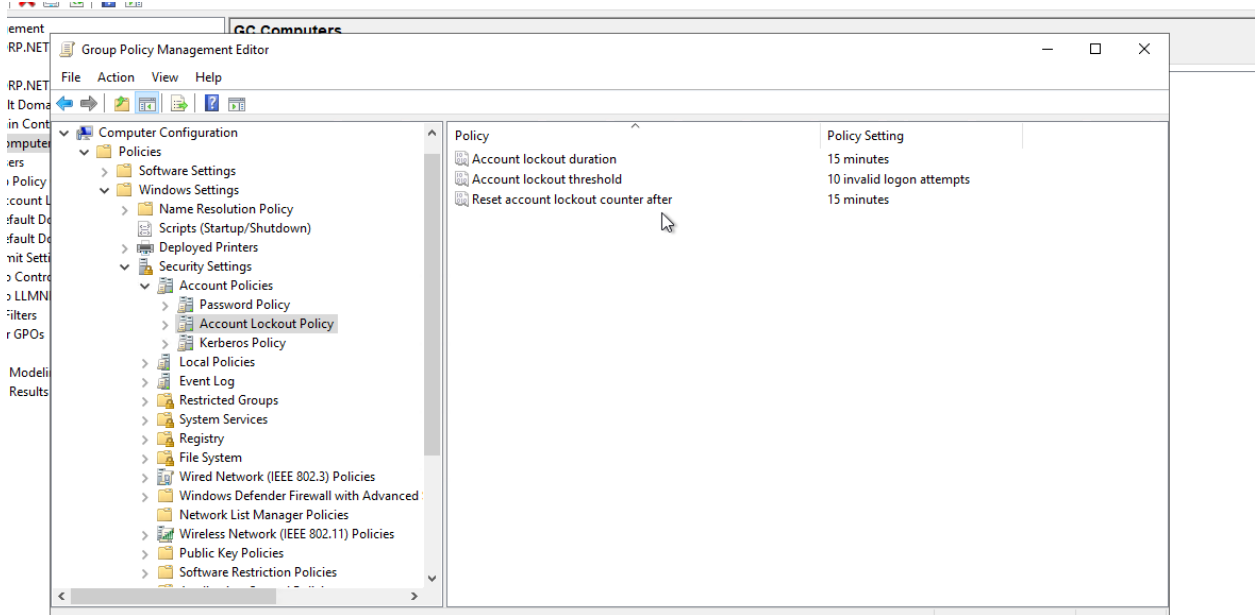 ement
GC Computers
RP.NET
Group Policy Management Editor
File Action View Help
RP.NET
lt Doma
in Cont
omputer
ers
Policy
ccount L
efault Do
efault Do
mit Setti
Contro
LLMN
Filters
r GPOs
Modeli
Results
Computer Configuration
Policies
Software Settings
Windows Settings
Name Resolution Policy
Scripts (Startup/Shutdown)
Deployed Printers
Security Settings
Account Policies
Password Policy
Account Lockout Policy
Kerberos Policy
Local Policies
Event Log
Restricted Groups
System Services
Registry
File System
Wired Network (IEEE 802.3) Policies
Windows Defender Firewall with Advanced
Network List Manager Policies
Wireless Network (IEEE 802.11) Policies
Public Key Policies
Software Restriction Policies
Policy Policy Setting
Account lockout duration 15 minutes
Account lockout threshold 10 invalid logon attempts
Reset account lockout counter after 15 minutes